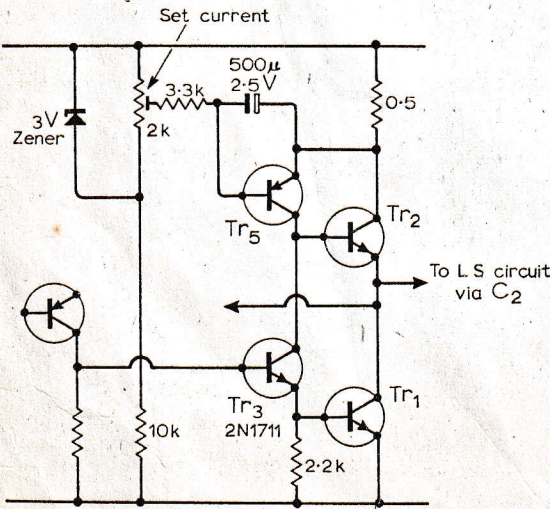 Set current
500μ
2·5V
3·3k
0·5
3V
Zener
2k
Tr5
Tr2
To L.S circuit
via C2
Tr3
2N1711
Tr1
10k
2·2k